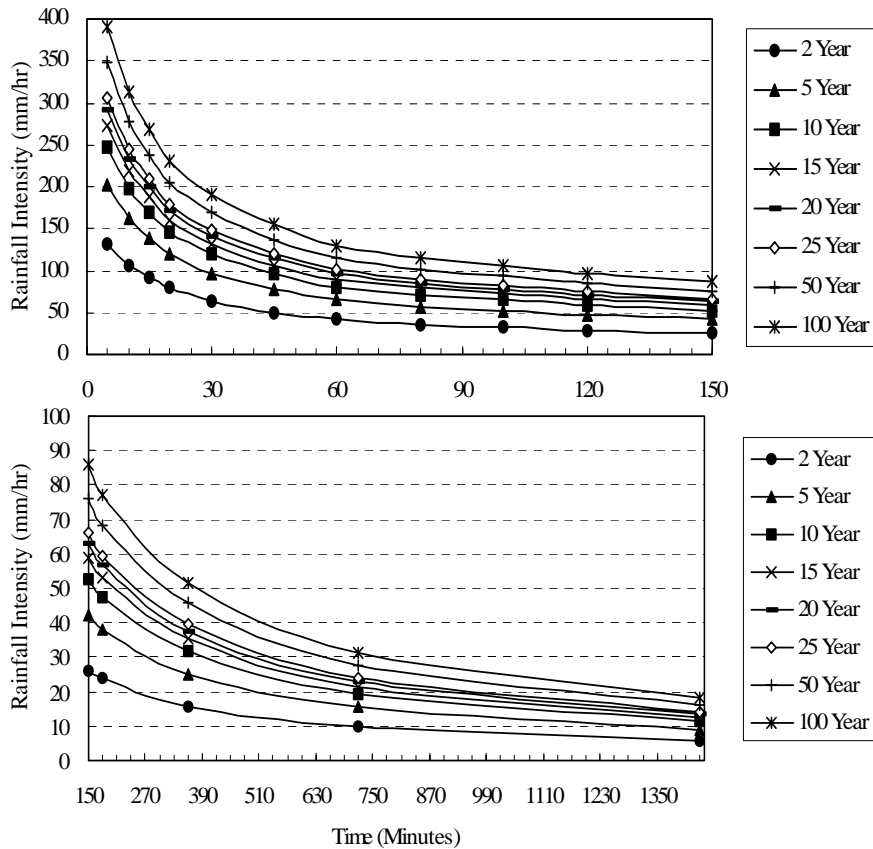 400
350
300
250
200
150
100
50
0
Rainfall Intensity (mm/hr)
0 30 60 90 120 150
2 Year
5 Year
10 Year
15 Year
20 Year
25 Year
50 Year
100 Year
100
90
80
70
60
50
40
30
20
10
0
Rainfall Intensity (mm/hr)
150 270 390 510 630 750 870 990 1110 1230 1350
Time (Minutes)
2 Year
5 Year
10 Year
15 Year
20 Year
25 Year
50 Year
100 Year